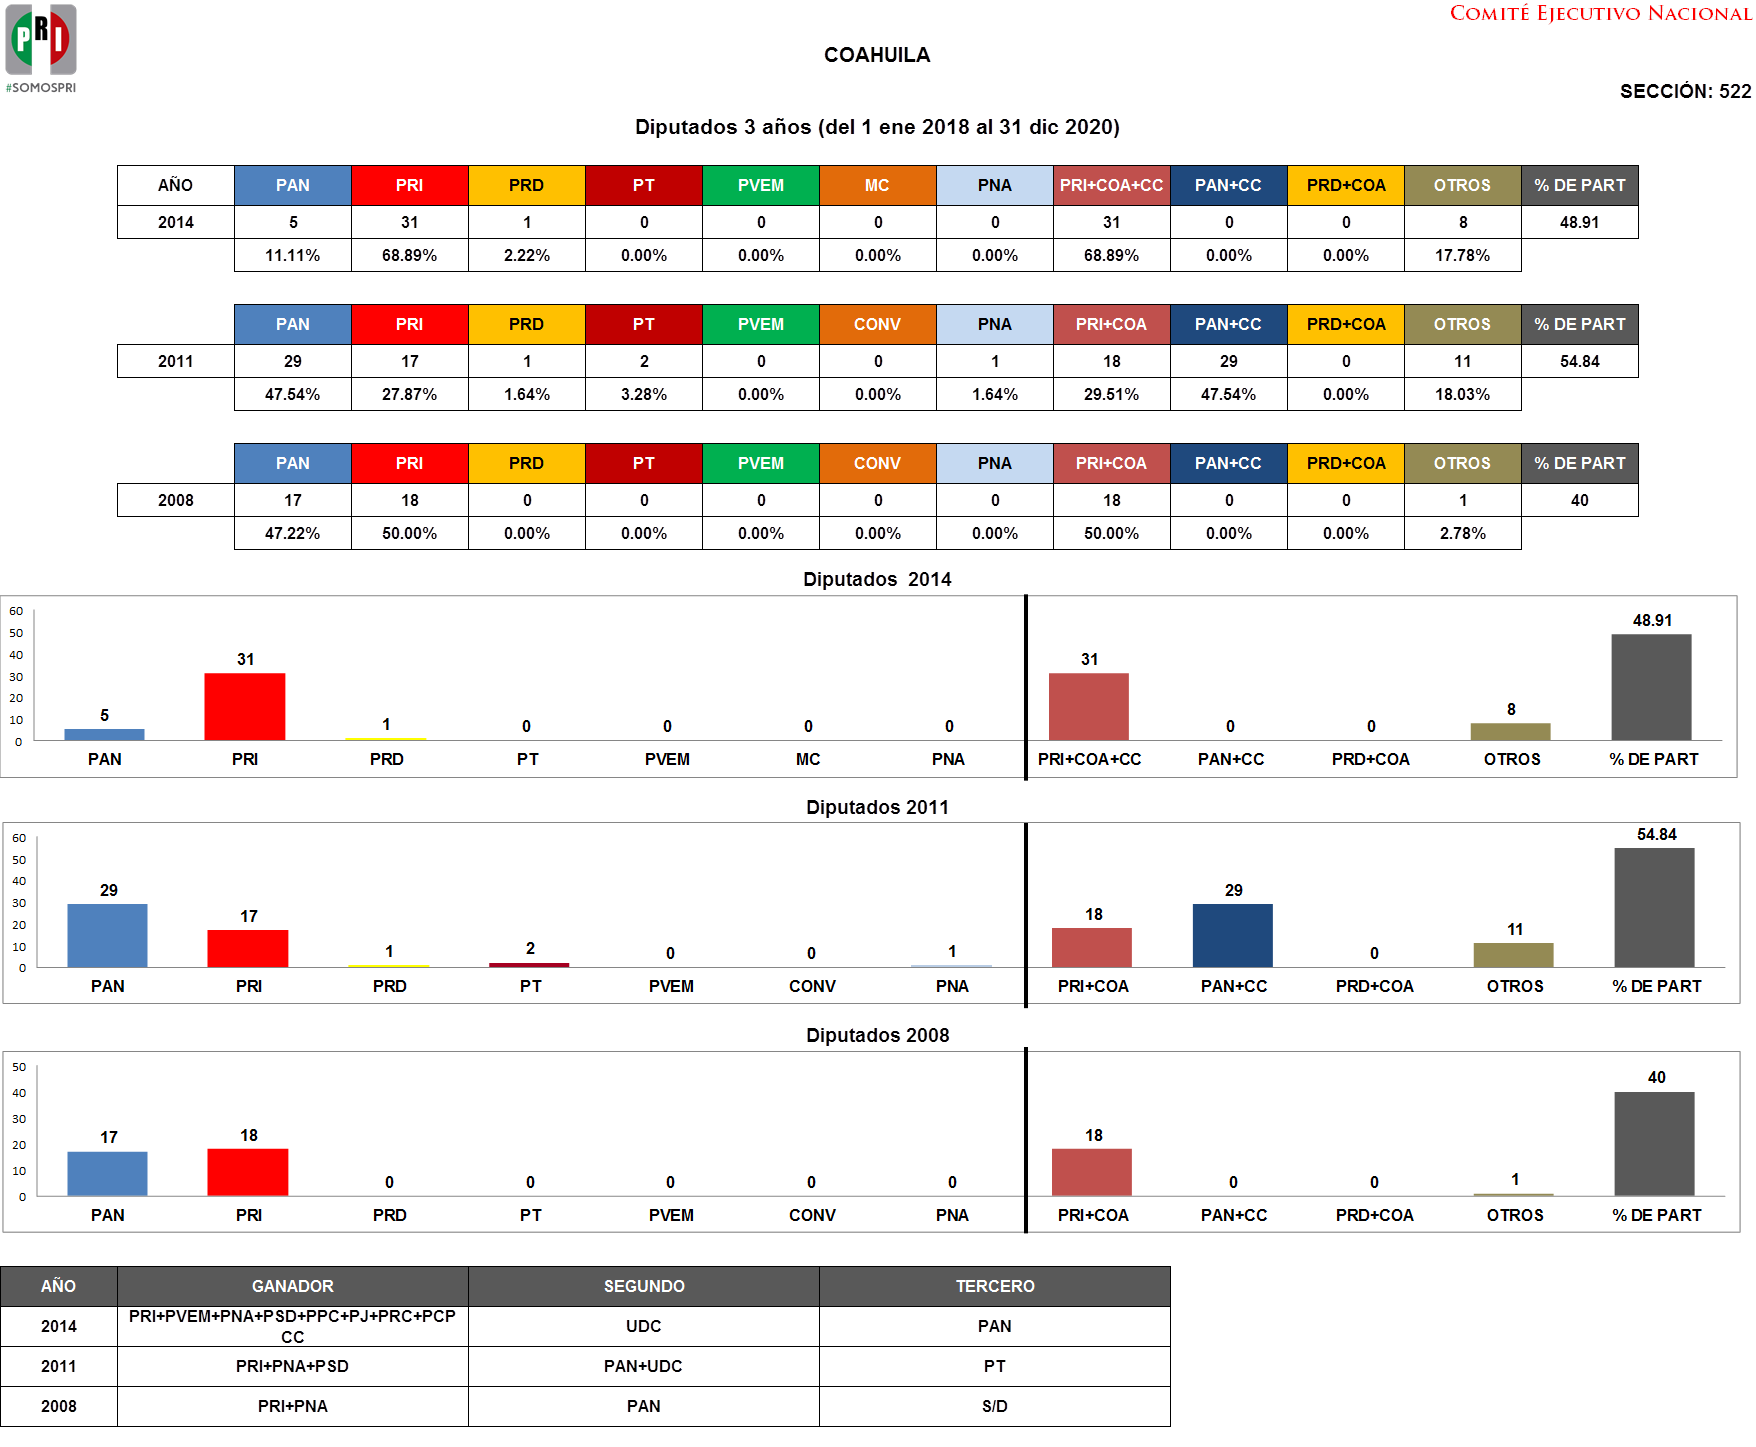 PRI
#SOMOSPRI
COMITÉ EJECUTIVO NACIONAL
COAHUILA
SECCIÓN: 522
Diputados 3 años (del 1 ene 2018 al 31 dic 2020)
AÑO PAN PRI PRD PT PVEM MC PNA PRI+COA+CC PAN+CC PRD+COA OTROS % DE PART
2014 5 31 1 0 0 0 0 31 0 0 8 48.91
11.11% 68.89% 2.22% 0.00% 0.00% 0.00% 0.00% 68.89% 0.00% 0.00% 17.78%
PAN PRI PRD PT PVEM CONV PNA PRI+COA PAN+CC PRD+COA OTROS % DE PART
2011 29 17 1 2 0 0 1 18 29 0 11 54.84
47.54% 27.87% 1.64% 3.28% 0.00% 0.00% 1.64% 29.51% 47.54% 0.00% 18.03%
PAN PRI PRD PT PVEM CONV PNA PRI+COA PAN+CC PRD+COA OTROS % DE PART
2008 17 18 0 0 0 0 0 18 0 0 1 40
47.22% 50.00% 0.00% 0.00% 0.00% 0.00% 0.00% 50.00% 0.00% 0.00% 2.78%
Diputados 2014
60
50
40
30
20
10
0
5 31 1 0 0 0 0 31 0 0 8 48.91
PAN PRI PRD PT PVEM MC PNA PRI+COA+CC PAN+CC PRD+COA OTROS % DE PART
Diputados 2011
60
50
40
30
20
10
0
29 17 1 2 0 0 1 18 29 0 11 54.84
PAN PRI PRD PT PVEM CONV PNA PRI+COA PAN+CC PRD+COA OTROS % DE PART
Diputados 2008
50
40
30
20
10
0
17 18 0 0 0 0 0 18 0 0 1 40
PAN PRI PRD PT PVEM CONV PNA PRI+COA PAN+CC PRD+COA OTROS % DE PART
AÑO GANADOR SEGUNDO TERCERO
2014 PRI+PVEM+PNA+PSD+PPC+PJ+PRC+PCP UDC PAN
CC
2011 PRI+PNA+PSD PAN+UDC PT
2008 PRI+PNA PAN S/D